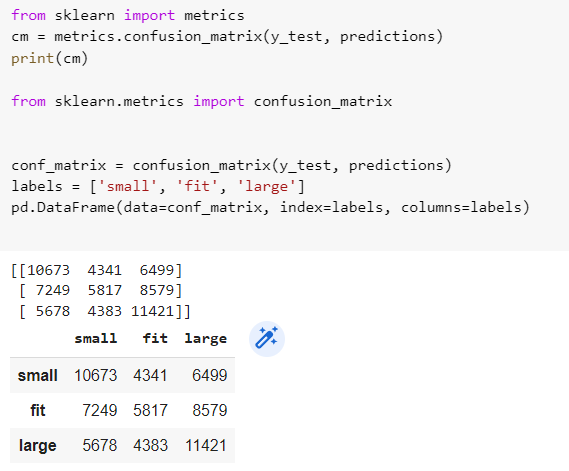 from sklearn import metrics
cm = metrics.confusion_matrix(y_test, predictions)
print(cm)
from sklearn.metrics import confusion_matrix
conf_matrix = confusion_matrix(y_test, predictions)
labels = ['small', 'fit', 'large']
pd.DataFrame(data=conf_matrix, index=labels, columns=labels)
[[10673 4341 6499]
[ 7249 5817 8579]
[ 5678 4383 11421]]
small fit large
small 10673 4341 6499
fit 7249 5817 8579
large 5678 4383 11421